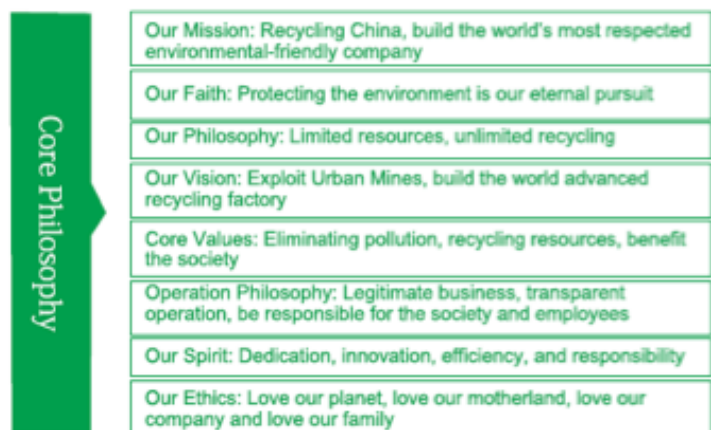 Core Philosophy
Our Mission: Recycling China, build the world's most respected
environmental-friendly company
Our Faith: Protecting the environment is our eternal pursuit
Our Philosophy: Limited resources, unlimited recycling
Our Vision: Exploit Urban Mines, build the world advanced
recycling factory
Core Values: Eliminating pollution, recycling resources, benefit
the society
Operation Philosophy: Legitimate business, transparent
operation, be responsible for the society and employees
Our Spirit: Dedication, innovation, efficiency, and responsibility
Our Ethics: Love our planet, love our motherland, love our
company and love our family